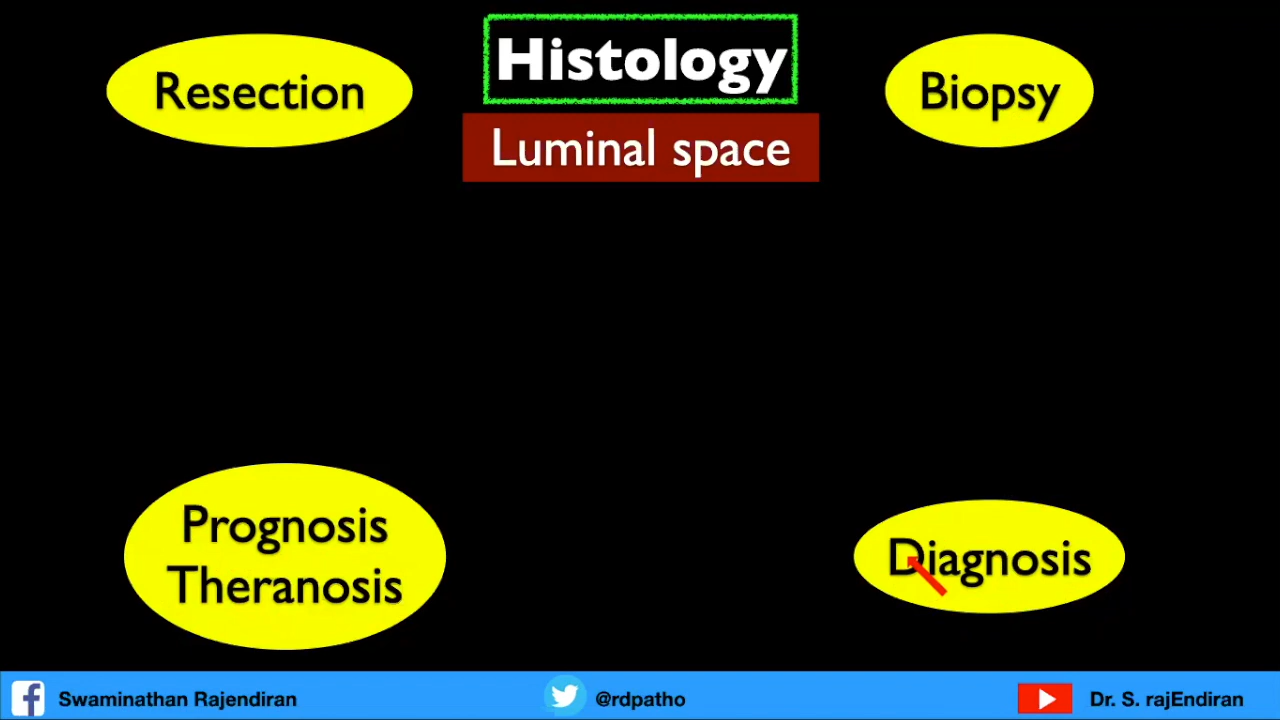 Histology
Resection
Biopsy
Luminal space
Prognosis
Theranosis
Diagnosis
Swaminathan Rajendiran
@rdpatho
Dr. S. rajEndiran